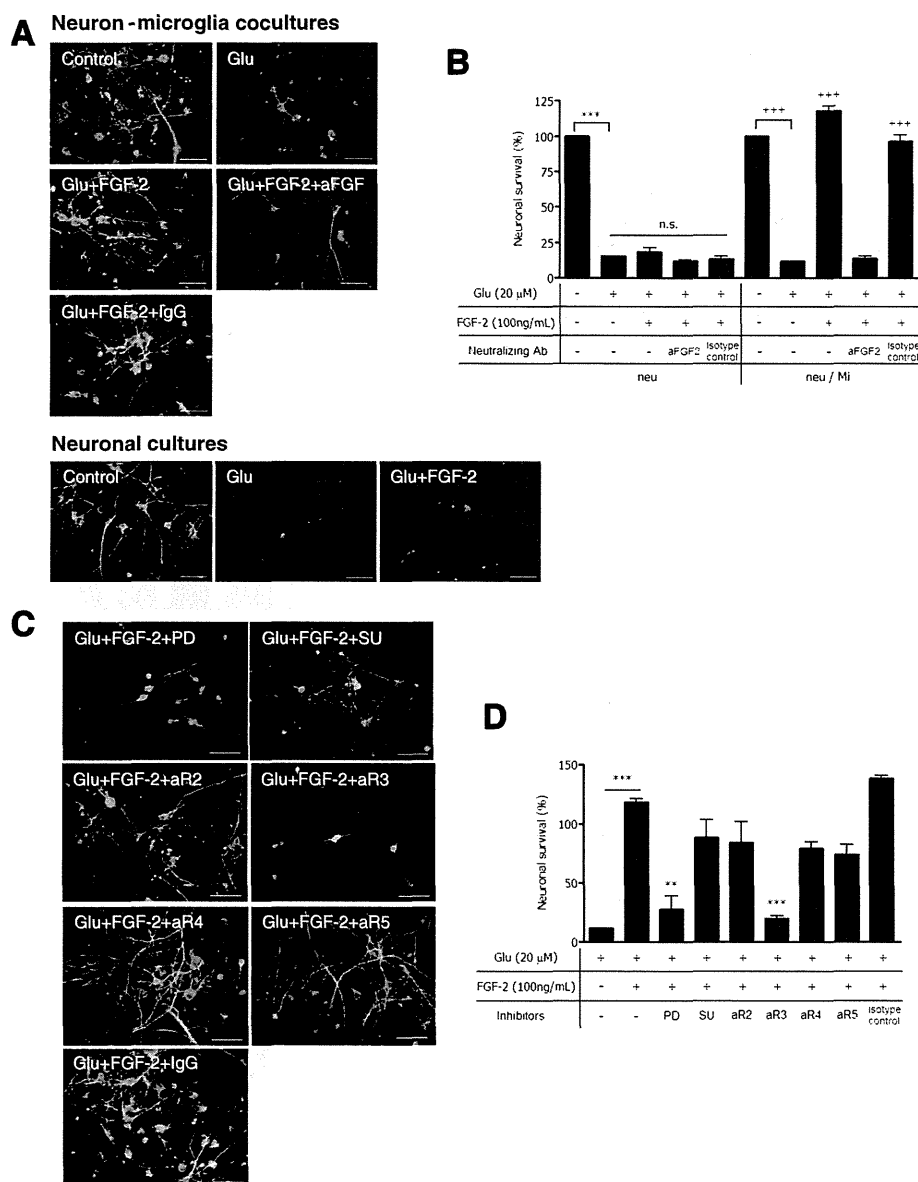 A
Neuron-microglia cocultures
Control
Glu
Glu+FGF-2
Glu+FGF-2+aFGF
Glu+FGF-2+IgG
Neuronal cultures
Control
Glu
Glu+FGF-2
B
Neuronal survival (%)
125
100
75
50
25
0
***
n.s.
+++
+++
+++
Glu (20 µM) - + + + + - + + + +
FGF-2 (100ng/mL) - - + + + - - + + +
Neutralizing Ab - - - aFGF2 Isotype control - - - aFGF2 Isotype control
neu neu / Mi
C
Glu+FGF-2+PD
Glu+FGF-2+SU
Glu+FGF-2+aR2
Glu+FGF-2+aR3
Glu+FGF-2+aR4
Glu+FGF-2+aR5
Glu+FGF-2+IgG
D
Neuronal survival (%)
150
100
50
0
***
**
***
Glu (20 µM) + + + + + + + + +
FGF-2 (100ng/mL) - + + + + + + + +
Inhibitors - - PD SU aR2 aR3 aR4 aR5 Isotype control